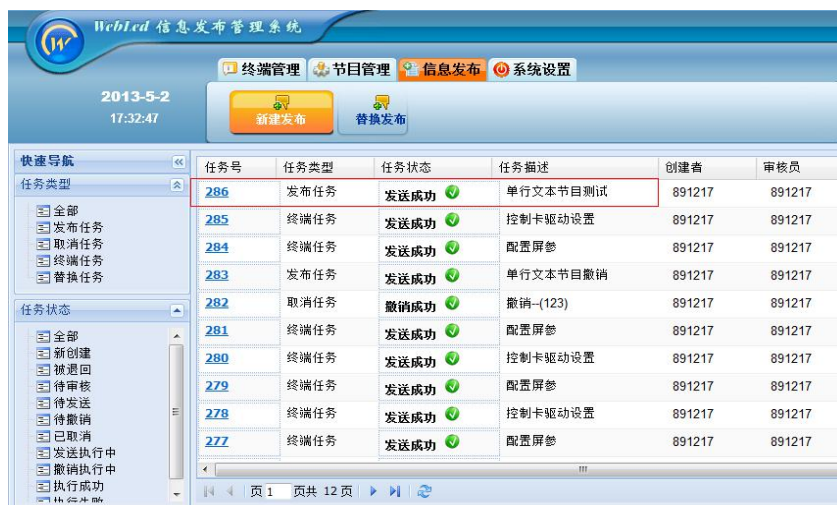 WebLed 信息发布管理系统
终端管理 节目管理 信息发布 系统设置
2013-5-2
17:32:47
新建发布 替换发布
快速导航
任务类型
全部
发布任务
取消任务
终端任务
替换任务
任务状态
全部
新创建
被退回
待审核
待发送
待撤销
已取消
发送执行中
撤销执行中
执行成功
执行失败
任务号 任务类型 任务状态 任务描述 创建者 审核员
286 发布任务 发送成功 单行文本节目测试 891217 891217
285 终端任务 发送成功 控制卡驱动设置 891217 891217
284 终端任务 发送成功 配置屏参 891217 891217
283 发布任务 发送成功 单行文本节目撤销 891217 891217
282 取消任务 撤销成功 撤销--(123) 891217 891217
281 终端任务 发送成功 配置屏参 891217 891217
280 终端任务 发送成功 控制卡驱动设置 891217 891217
279 终端任务 发送成功 配置屏参 891217 891217
278 终端任务 发送成功 控制卡驱动设置 891217 891217
277 终端任务 发送成功 配置屏参 891217 891217
页 1 页共 12 页